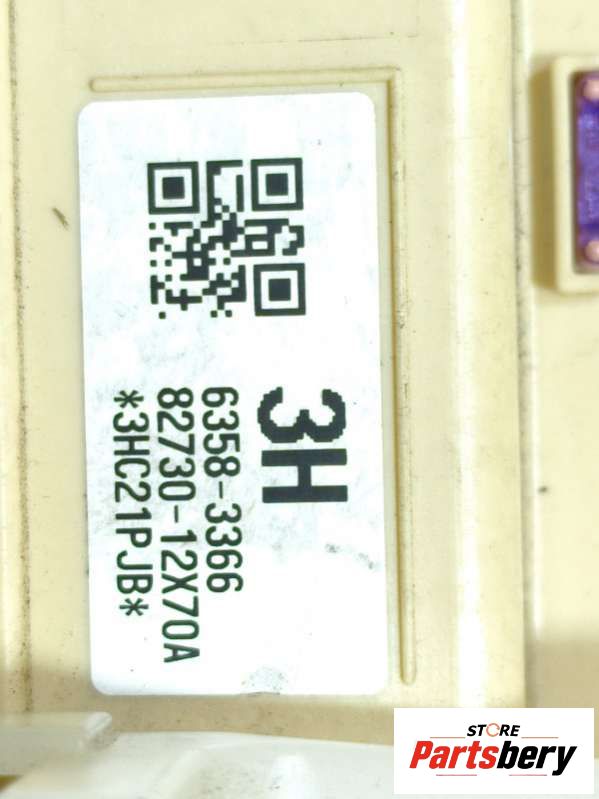 3H
6358-3366
82730-12X70A
*3HC21PJB*
STORE
Partsbery